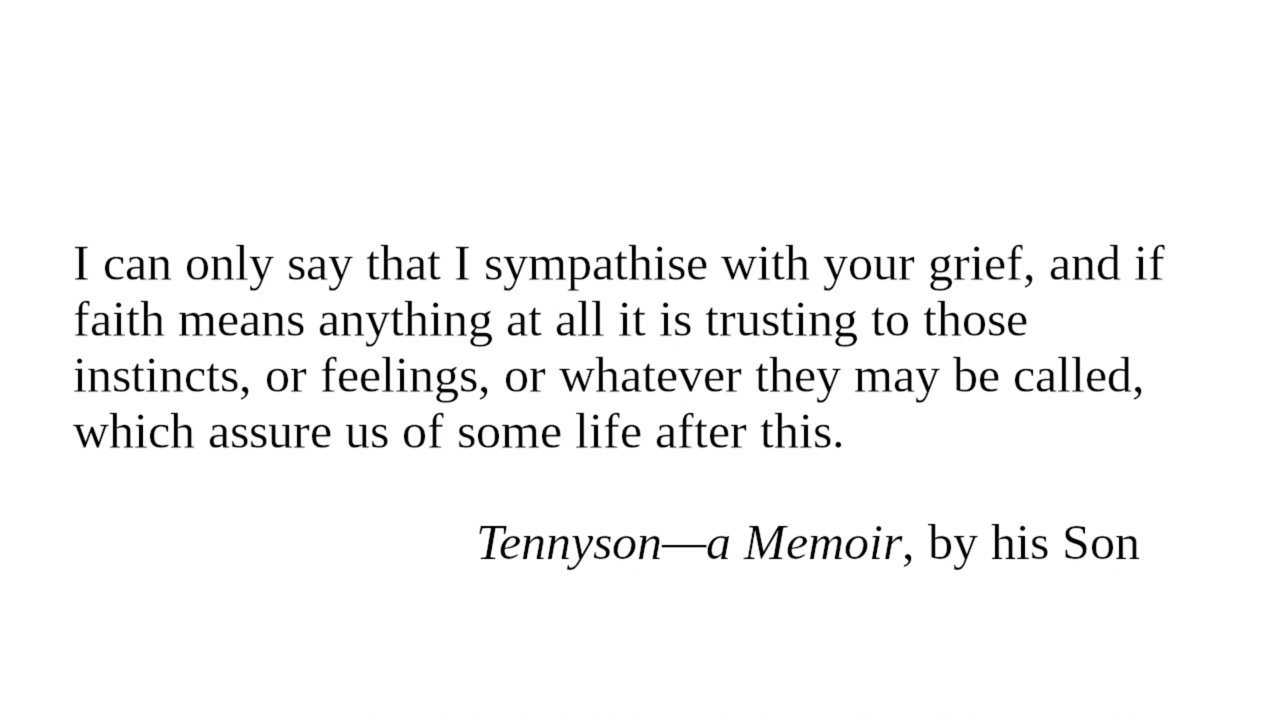 I can only say that I sympathise with your grief, and if
faith means anything at all it is trusting to those
instincts, or feelings, or whatever they may be called,
which assure us of some life after this.
Tennyson—a Memoir, by his Son